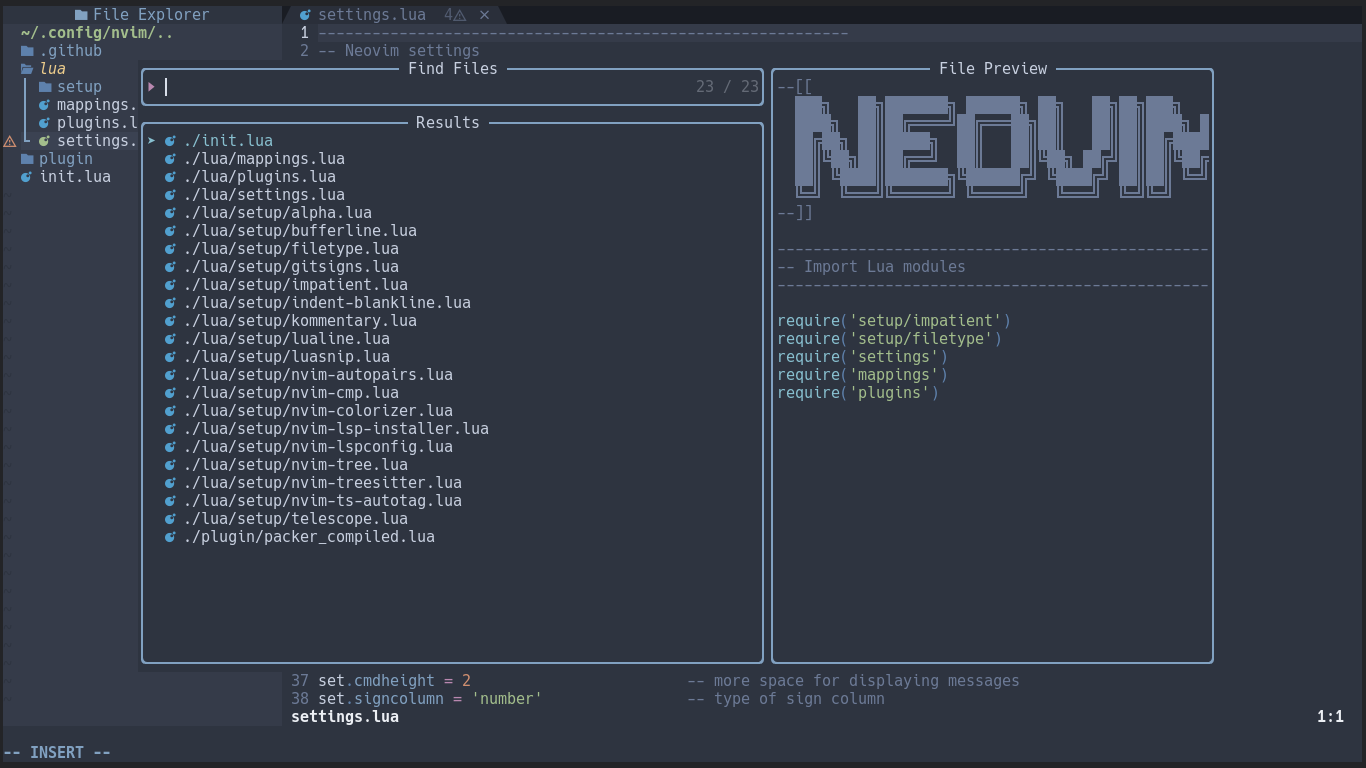 File Explorer
~/.config/nvim/..
.github
lua
setup
mappings.
plugins.l
settings.
plugin
init.lua
settings.lua 4
1 -----------------------------------------------------------
2 -- Neovim settings
Find Files
23 / 23
Results
./init.lua
./lua/mappings.lua
./lua/plugins.lua
./lua/settings.lua
./lua/setup/alpha.lua
./lua/setup/bufferline.lua
./lua/setup/filetype.lua
./lua/setup/gitsigns.lua
./lua/setup/impatient.lua
./lua/setup/indent-blankline.lua
./lua/setup/kommentary.lua
./lua/setup/lualine.lua
./lua/setup/luasnip.lua
./lua/setup/nvim-autopairs.lua
./lua/setup/nvim-cmp.lua
./lua/setup/nvim-colorizer.lua
./lua/setup/nvim-lsp-installer.lua
./lua/setup/nvim-lspconfig.lua
./lua/setup/nvim-tree.lua
./lua/setup/nvim-treesitter.lua
./lua/setup/nvim-ts-autotag.lua
./lua/setup/telescope.lua
./plugin/packer_compiled.lua
File Preview
--[[
NEOVIM
--]]
------------------------------------------------
-- Import Lua modules
------------------------------------------------
require('setup/impatient')
require('setup/filetype')
require('settings')
require('mappings')
require('plugins')
37 set.cmdheight = 2 -- more space for displaying messages
38 set.signcolumn = 'number' -- type of sign column
settings.lua 1:1
-- INSERT --